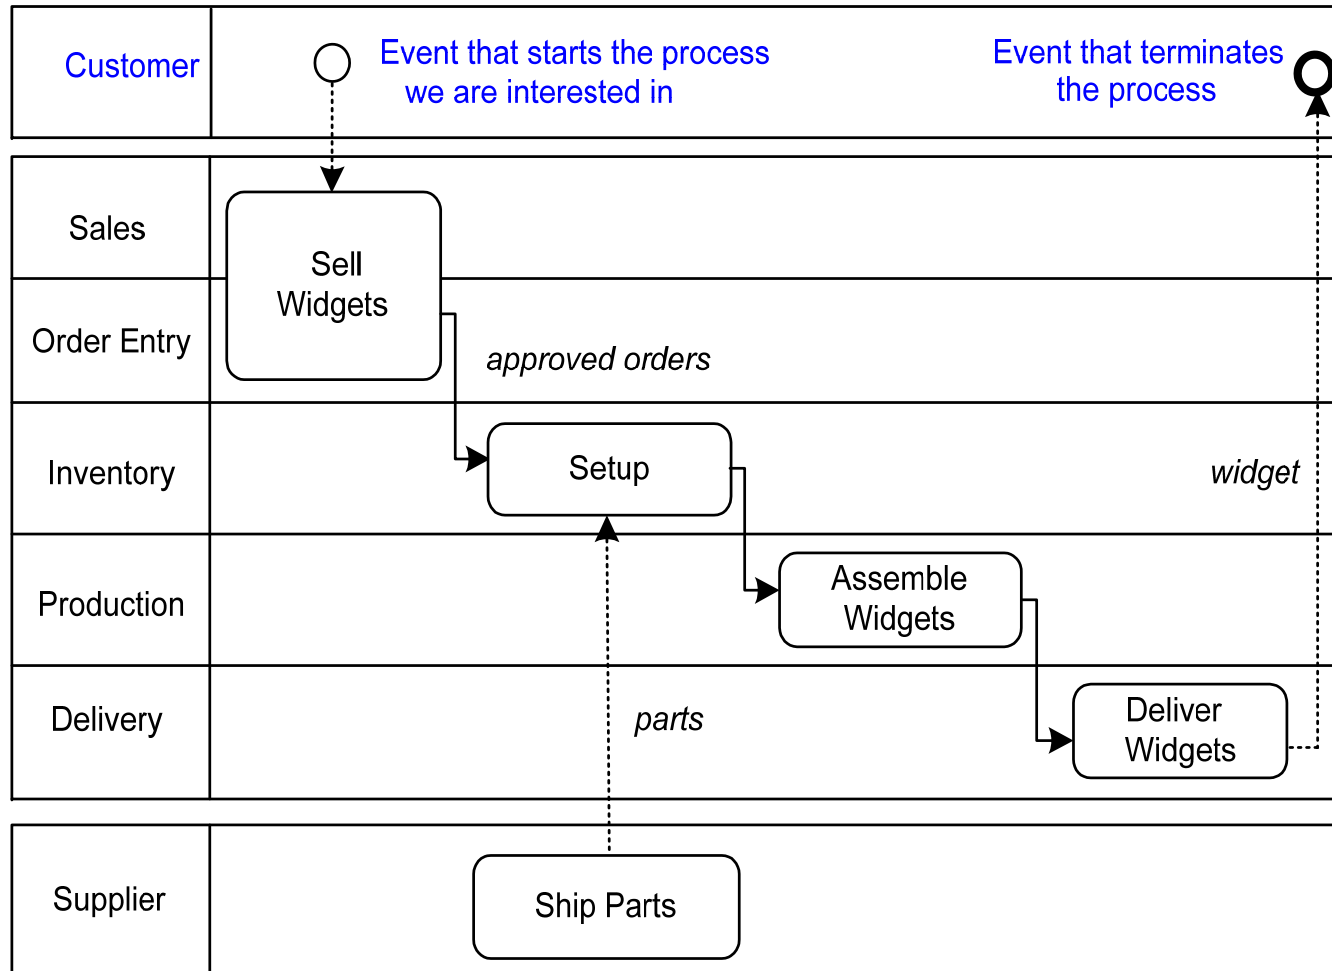 Customer
Event that starts the process
we are interested in
Event that terminates
the process
Sales
Sell
Widgets
Order Entry
approved orders
Inventory
Setup
widget
Production
Assemble
Widgets
Delivery
parts
Deliver
Widgets
Supplier
Ship Parts